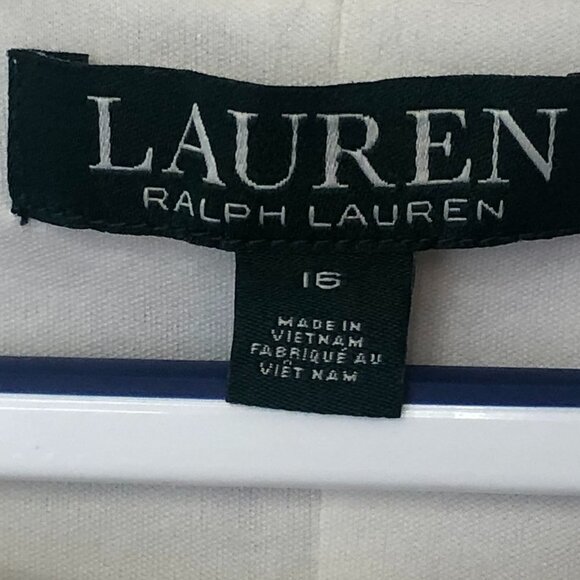 LAUREN
RALPH LAUREN
16
MADE IN
VIETNAM
FABRIQUÉ AU
VIÊT NAM